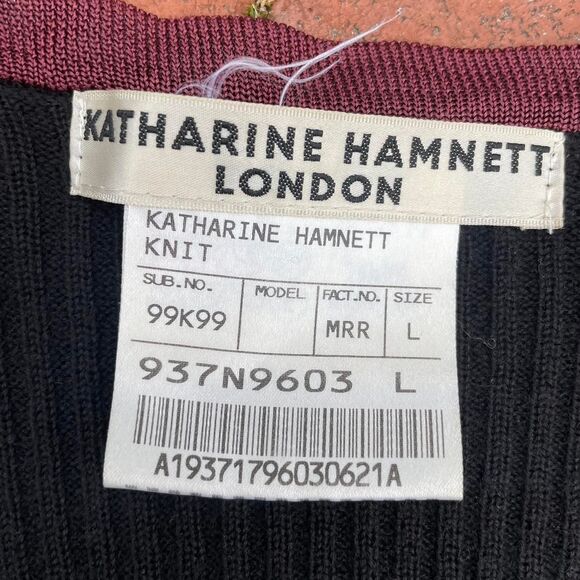 KATHARINE HAMNETT
LONDON
KATHARINE HAMNETT
KNIT
SUB.NO. MODEL FACT.NO. SIZE
99K99 MRR L
937N9603 L
A19371796030621A